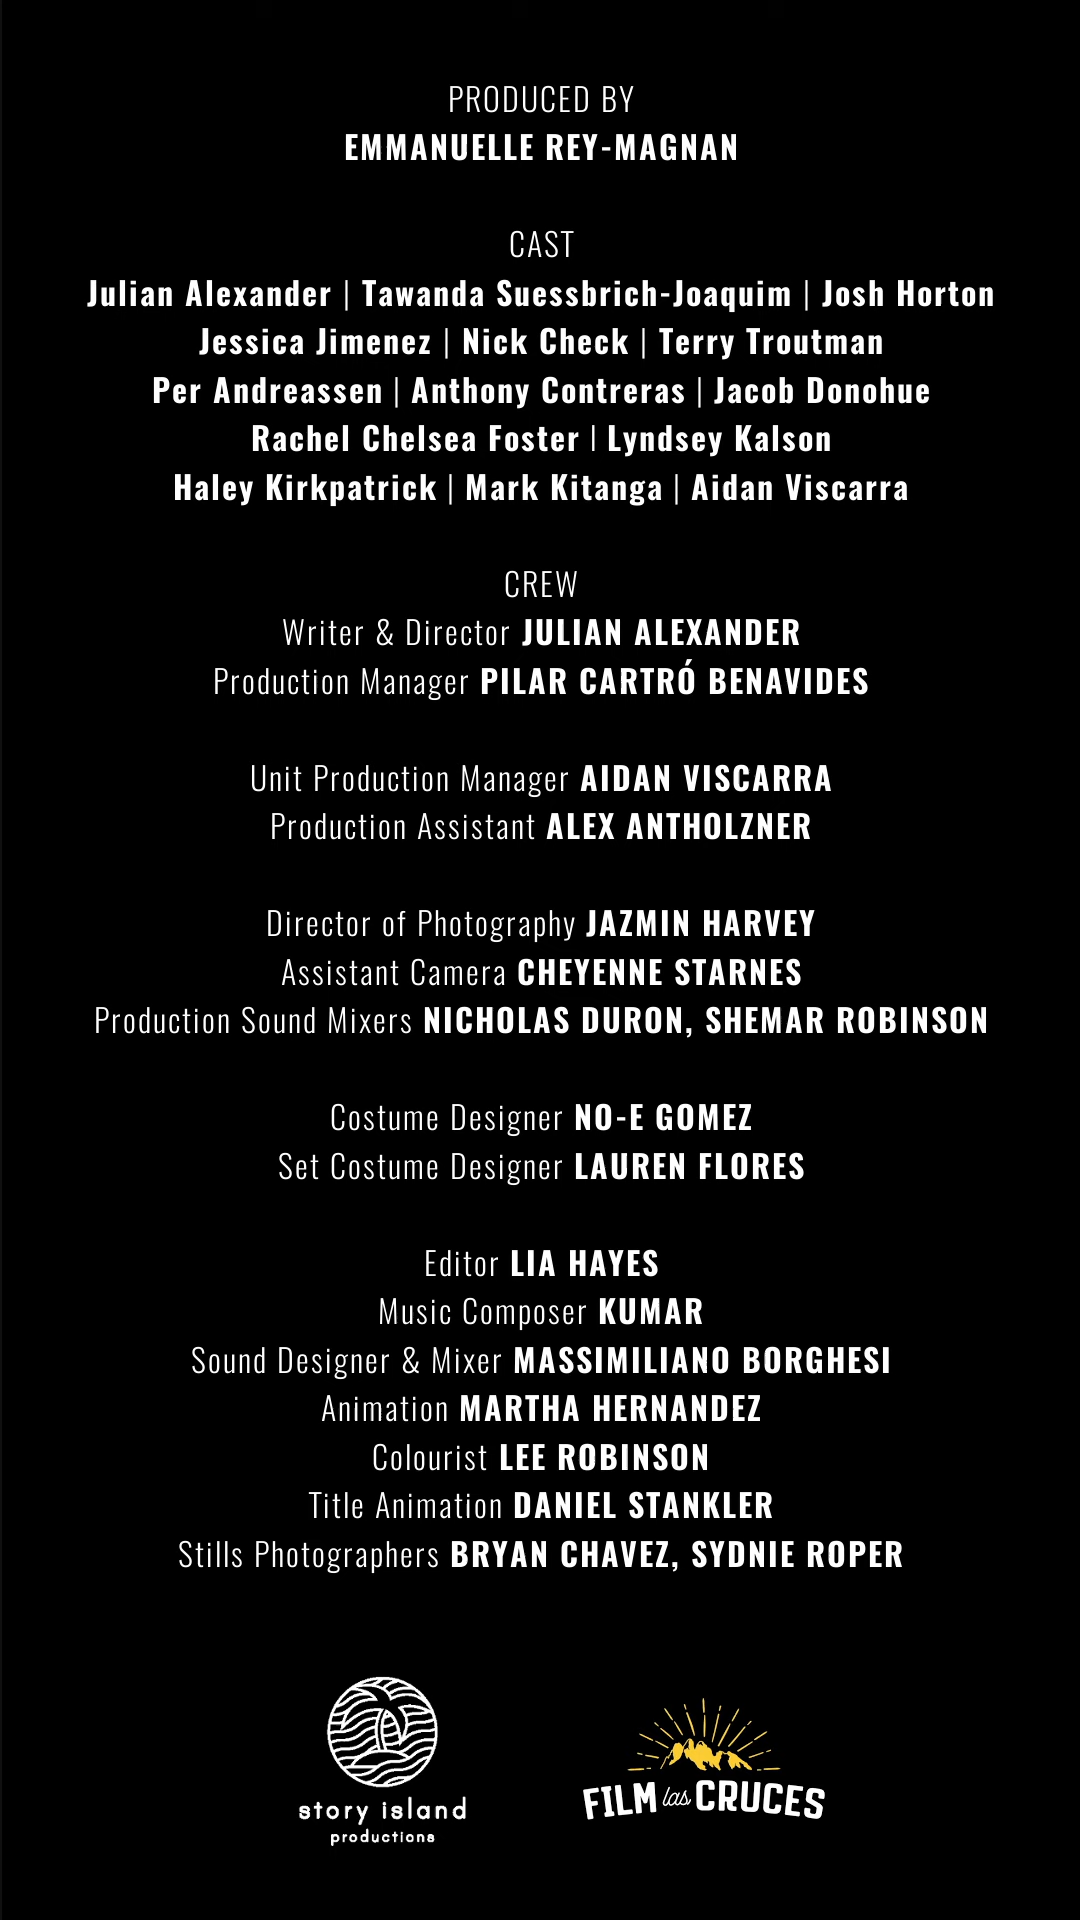 PRODUCED BY
EMMANUELLE REY-MAGNAN
CAST
Julian Alexander | Tawanda Suessbrich-Joaquim | Josh Horton
Jessica Jimenez | Nick Check | Terry Troutman
Per Andreassen | Anthony Contreras | Jacob Donohue
Rachel Chelsea Foster | Lyndsey Kalson
Haley Kirkpatrick | Mark Kitanga | Aidan Viscarra
CREW
Writer & Director JULIAN ALEXANDER
Production Manager PILAR CARTRÓ BENAVIDES
Unit Production Manager AIDAN VISCARRA
Production Assistant ALEX ANTHOLZNER
Director of Photography JAZMIN HARVEY
Assistant Camera CHEYENNE STARNES
Production Sound Mixers NICHOLAS DURON, SHEMAR ROBINSON
Costume Designer NO-E GOMEZ
Set Costume Designer LAUREN FLORES
Editor LIA HAYES
Music Composer KUMAR
Sound Designer & Mixer MASSIMILIANO BORGHESI
Animation MARTHA HERNANDEZ
Colourist LEE ROBINSON
Title Animation DANIEL STANKLER
Stills Photographers BRYAN CHAVEZ, SYDNIE ROPER
story island
productions
FILM las CRUCES